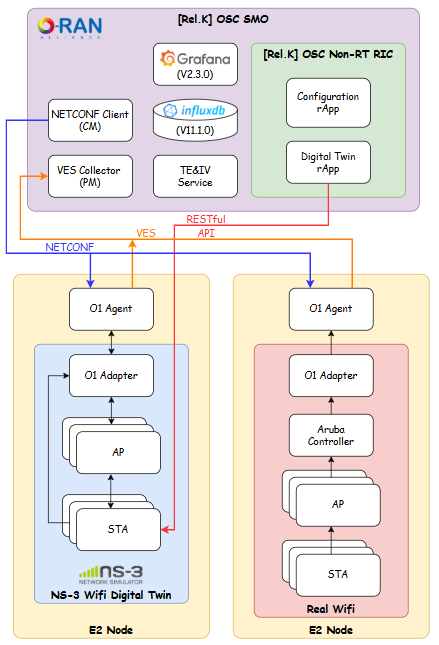 O-RAN
ALLIANCE
[Rel.K] OSC SMO
Grafana
(V2.3.0)
[Rel.K] OSC Non-RT RIC
NETCONF Client
(CM)
influxdb
(V11.1.0)
Configuration
rApp
VES Collector
(PM)
TE&IV
Service
Digital Twin
rApp
RESTful
API
VES
NETCONF
O1 Agent
O1 Agent
O1 Adapter
O1 Adapter
AP
Aruba
Controller
STA
AP
STA
NS-3
NETWORK SIMULATOR
NS-3 Wifi Digital Twin
Real Wifi
E2 Node
E2 Node